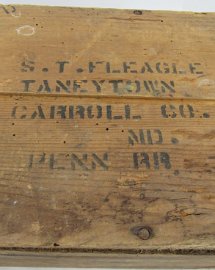 S.T.FLEAGLE
TANEYTOWN
CARROLL CO.
MD.
PENN RR.